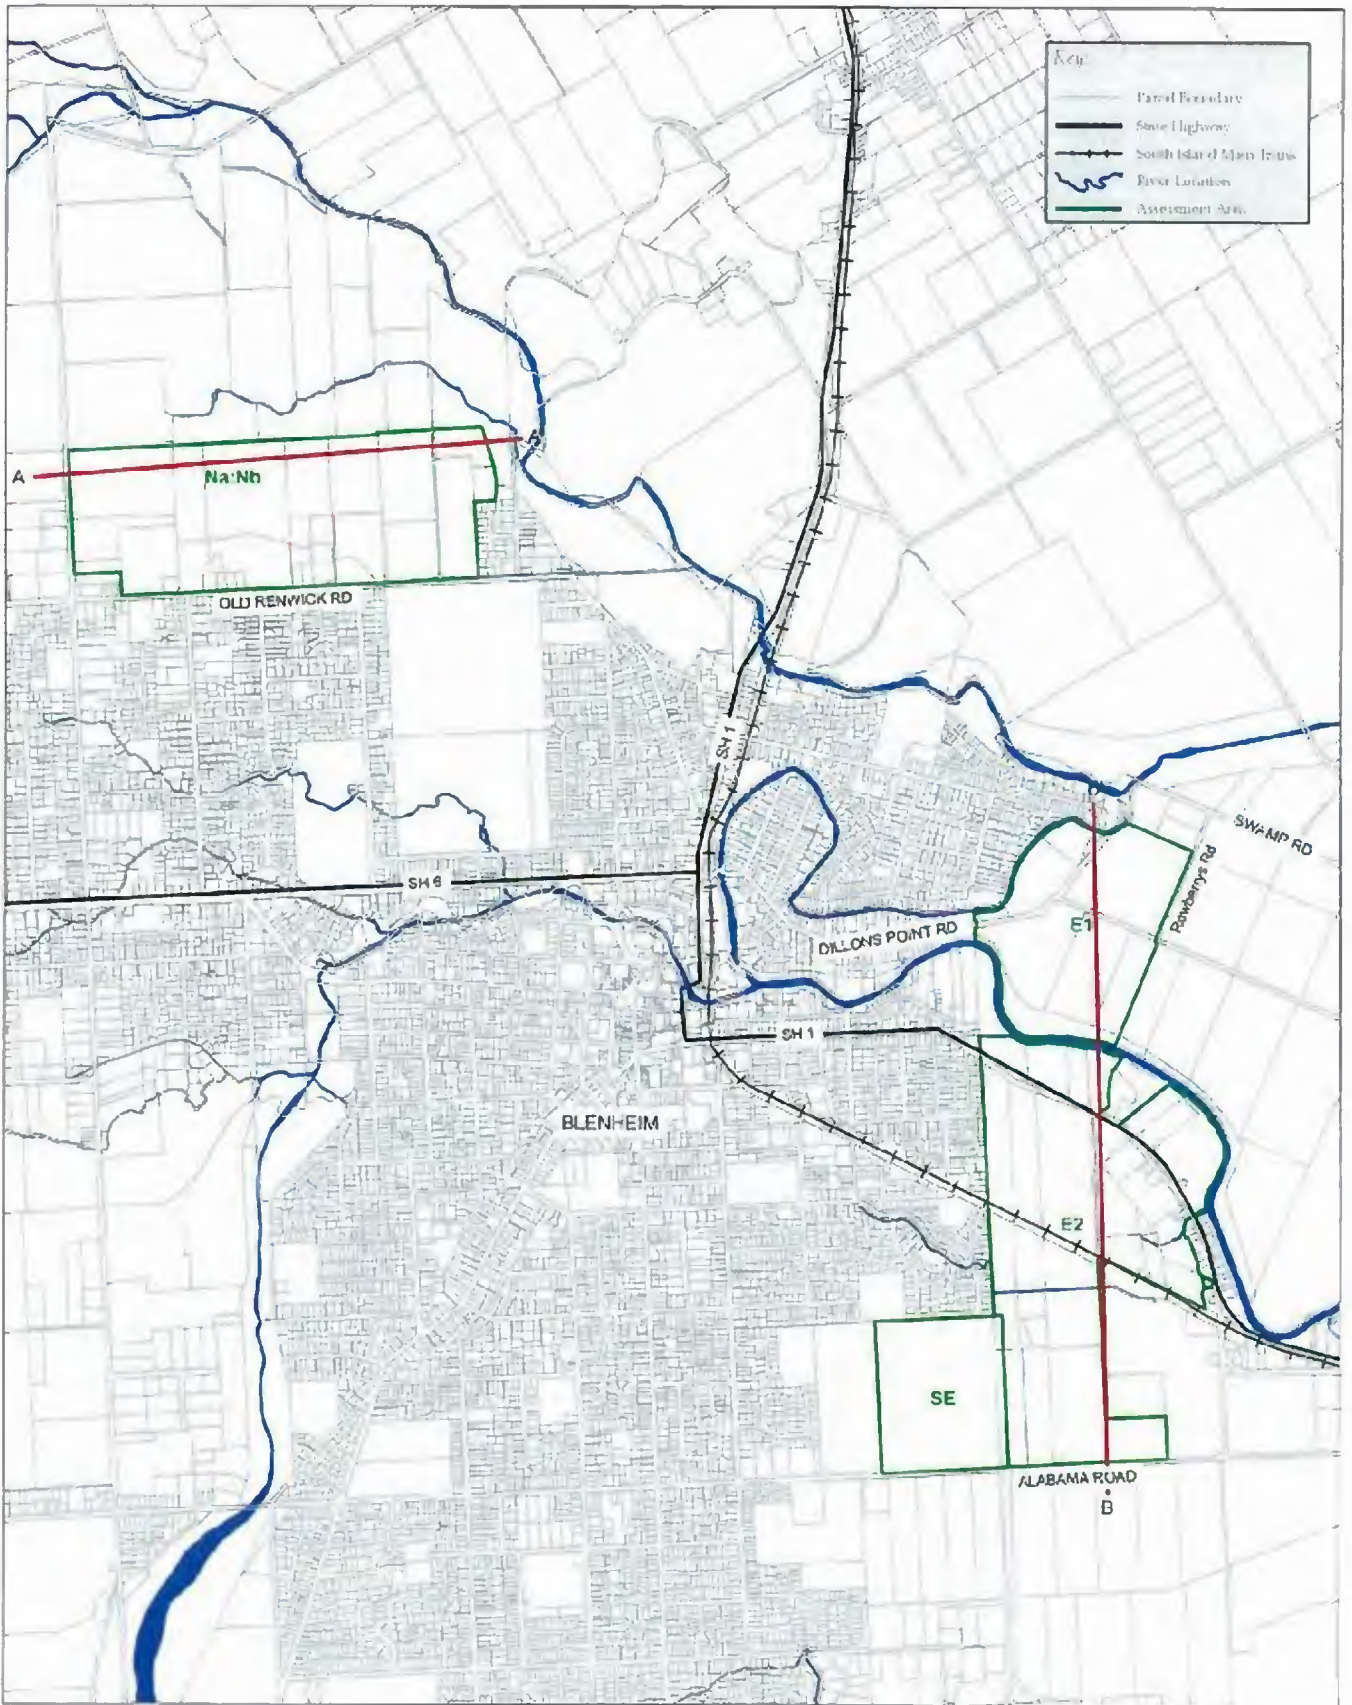 Key
Parcel Boundary
State Highway
South Island Main Trunk
River Location
Assessment Area
A
Na:Nb
OLD RENWICK RD
SH 1
SWAMP RD
SH 6
Rowberrys Rd
E1
DILLONS POINT RD
SH 1
BLENHEIM
E2
SE
ALABAMA ROAD
B